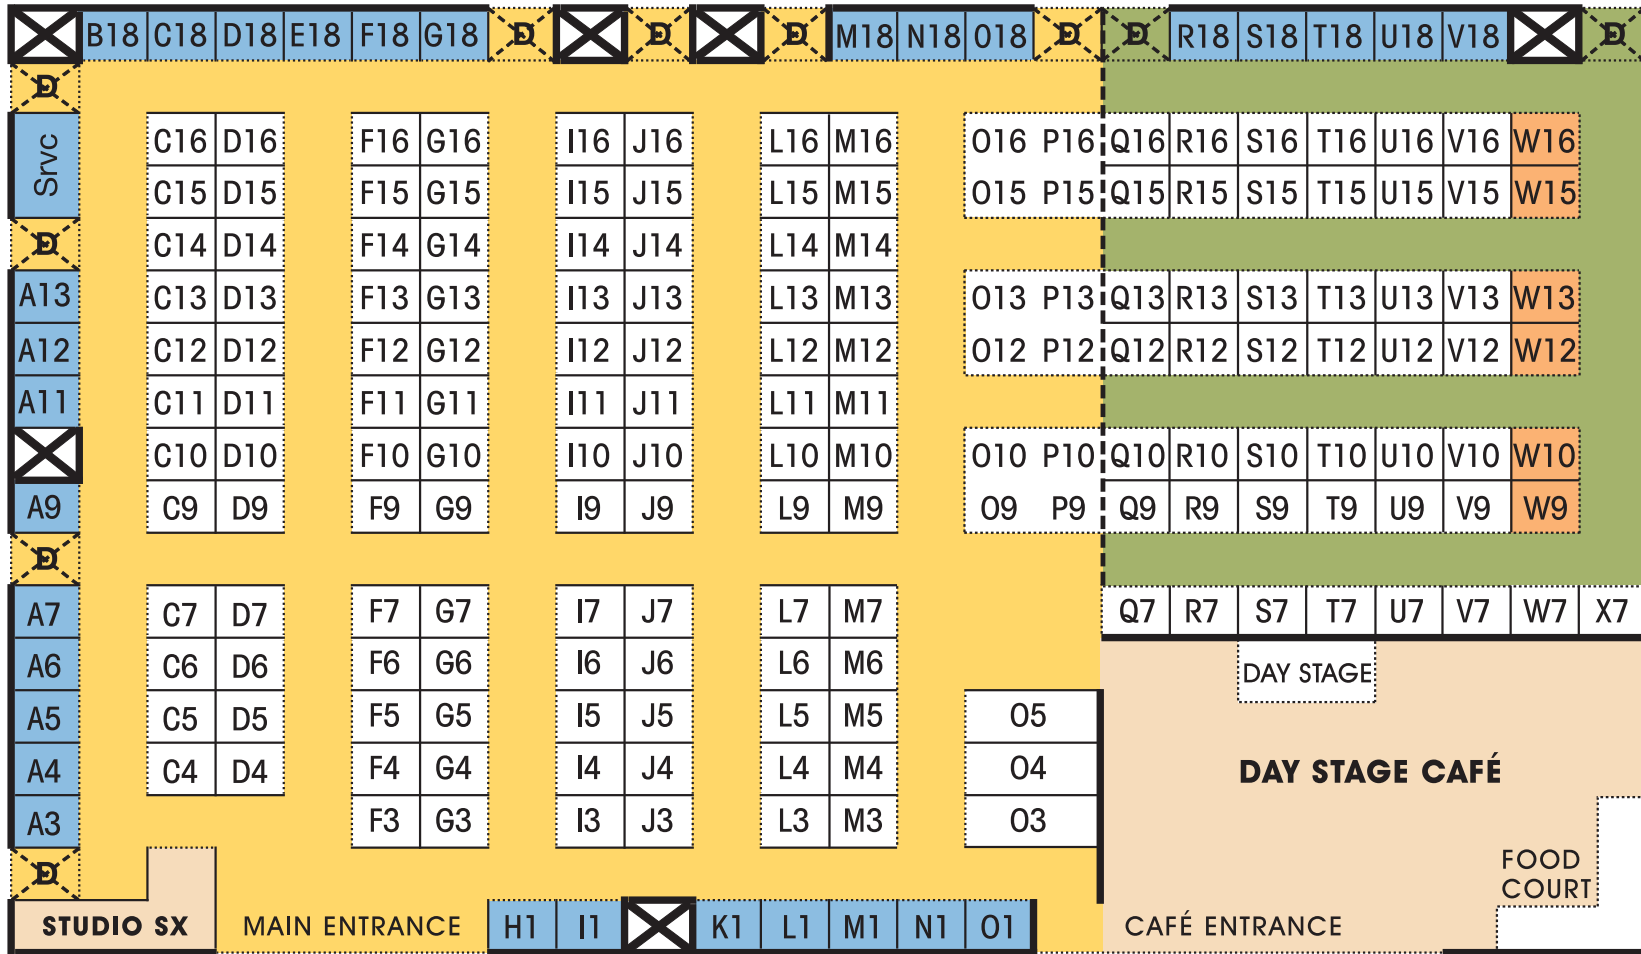 B18 C18 D18 E18 F18 G18 D D D M18 N18 O18 D D R18 S18 T18 U18 V18 D
D
Srvc
C16 D16 F16 G16 I16 J16 L16 M16 O16 P16 Q16 R16 S16 T16 U16 V16 W16
C15 D15 F15 G15 I15 J15 L15 M15 O15 P15 Q15 R15 S15 T15 U15 V15 W15
D C14 D14 F14 G14 I14 J14 L14 M14
A13 C13 D13 F13 G13 I13 J13 L13 M13 O13 P13 Q13 R13 S13 T13 U13 V13 W13
A12 C12 D12 F12 G12 I12 J12 L12 M12 O12 P12 Q12 R12 S12 T12 U12 V12 W12
A11 C11 D11 F11 G11 I11 J11 L11 M11
C10 D10 F10 G10 I10 J10 L10 M10 O10 P10 Q10 R10 S10 T10 U10 V10 W10
A9 C9 D9 F9 G9 I9 J9 L9 M9 O9 P9 Q9 R9 S9 T9 U9 V9 W9
D
A7 C7 D7 F7 G7 I7 J7 L7 M7 Q7 R7 S7 T7 U7 V7 W7 X7
A6 C6 D6 F6 G6 I6 J6 L6 M6 DAY STAGE
A5 C5 D5 F5 G5 I5 J5 L5 M5 O5
A4 C4 D4 F4 G4 I4 J4 L4 M4 O4 DAY STAGE CAFÉ
A3 F3 G3 I3 J3 L3 M3 O3
D FOOD
COURT
STUDIO SX MAIN ENTRANCE H1 I1 K1 L1 M1 N1 O1 CAFÉ ENTRANCE